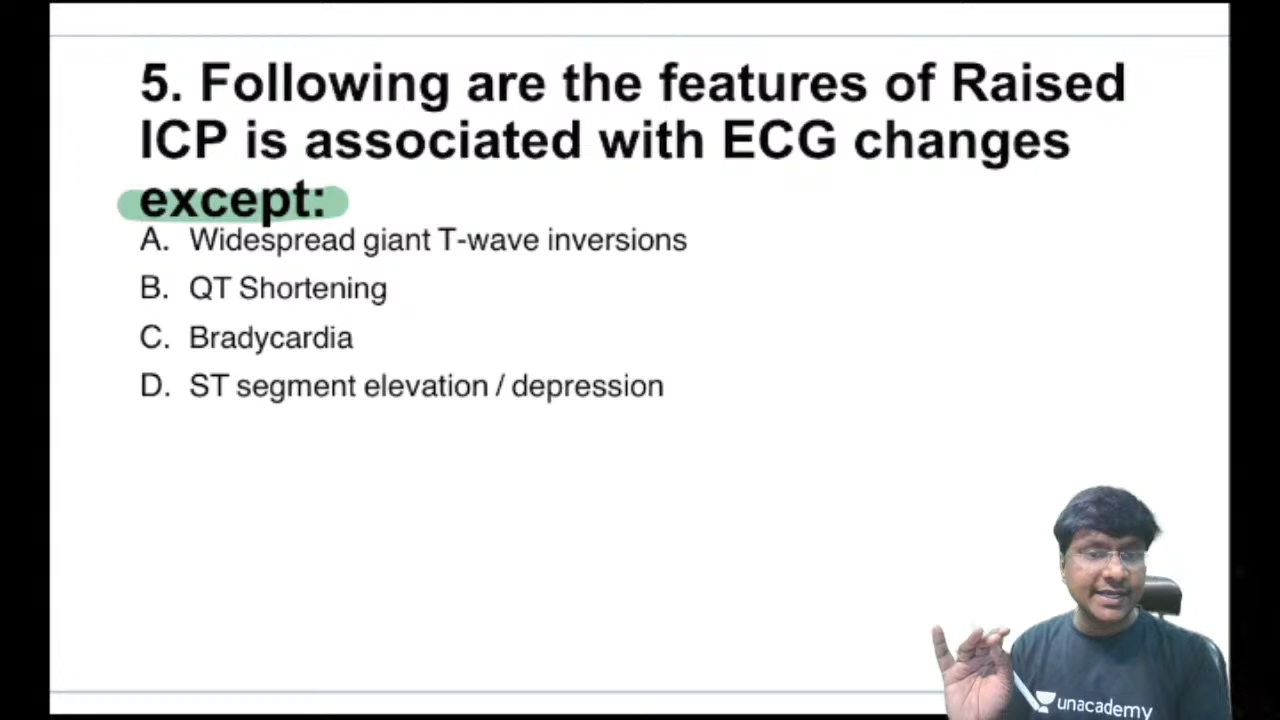 5. Following are the features of Raised
ICP is associated with ECG changes
except:
A. Widespread giant T-wave inversions
B. QT Shortening
C. Bradycardia
D. ST segment elevation / depression
unacademy